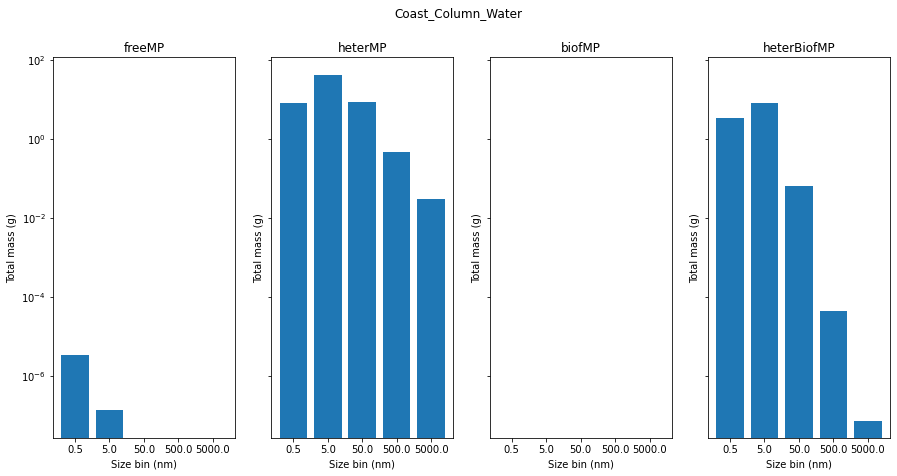 Coast_Column_Water
freeMP
heterMP
biofMP
heterBiofMP
Total mass (g)
10^2
10^0
10^-2
10^-4
10^-6
0.5 5.0 50.0 500.0 5000.0
Size bin (nm)
Total mass (g)
0.5 5.0 50.0 500.0 5000.0
Size bin (nm)
Total mass (g)
0.5 5.0 50.0 500.0 5000.0
Size bin (nm)
Total mass (g)
0.5 5.0 50.0 500.0 5000.0
Size bin (nm)